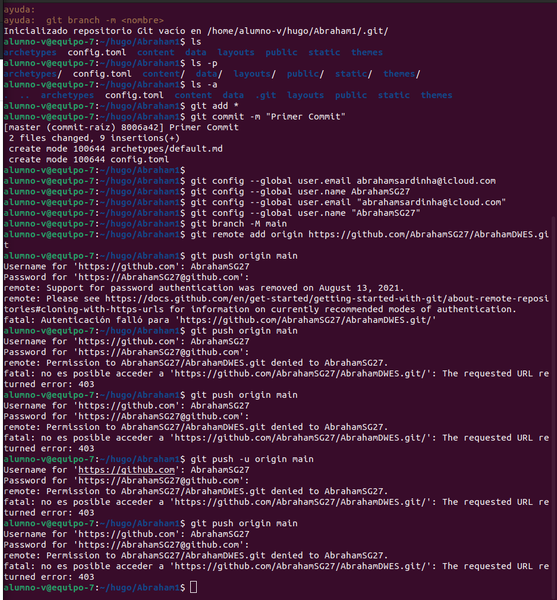 ayuda:
ayuda:  git branch -m <nombre>
Inicializado repositorio Git vacío en /home/alumno-v/hugo/Abraham1/.git/
alumno-v@equipo-7:~/hugo/Abraham1$ ls
archetypes  config.toml  content  data  layouts  public  static  themes
alumno-v@equipo-7:~/hugo/Abraham1$ ls -p
archetypes/  config.toml  content/  data/  layouts/  public/  static/  themes/
alumno-v@equipo-7:~/hugo/Abraham1$ ls -a
.  ..  archetypes  config.toml  content  data  .git  layouts  public  static  themes
alumno-v@equipo-7:~/hugo/Abraham1$ git add *
alumno-v@equipo-7:~/hugo/Abraham1$ git commit -m "Primer Commit"
[master (commit-raíz) 8006a42] Primer Commit
 2 files changed, 9 insertions(+)
 create mode 100644 archetypes/default.md
 create mode 100644 config.toml
alumno-v@equipo-7:~/hugo/Abraham1$
alumno-v@equipo-7:~/hugo/Abraham1$ git config --global user.email abrahamsardinha@icloud.com
alumno-v@equipo-7:~/hugo/Abraham1$ git config --global user.name AbrahamSG27
alumno-v@equipo-7:~/hugo/Abraham1$ git config --global user.email "abrahamsardinha@icloud.com"
alumno-v@equipo-7:~/hugo/Abraham1$ git config --global user.name "AbrahamSG27"
alumno-v@equipo-7:~/hugo/Abraham1$ git branch -M main
alumno-v@equipo-7:~/hugo/Abraham1$ git remote add origin https://github.com/AbrahamSG27/AbrahamDWES.gi
t
alumno-v@equipo-7:~/hugo/Abraham1$ git push origin main
Username for 'https://github.com': AbrahamSG27
Password for 'https://AbrahamSG27@github.com':
remote: Support for password authentication was removed on August 13, 2021.
remote: Please see https://docs.github.com/en/get-started/getting-started-with-git/about-remote-reposi
tories#cloning-with-https-urls for information on currently recommended modes of authentication.
fatal: Autenticación falló para 'https://github.com/AbrahamSG27/AbrahamDWES.git/'
alumno-v@equipo-7:~/hugo/Abraham1$ git push origin main
Username for 'https://github.com': AbrahamSG27
Password for 'https://AbrahamSG27@github.com':
remote: Permission to AbrahamSG27/AbrahamDWES.git denied to AbrahamSG27.
fatal: no es posible acceder a 'https://github.com/AbrahamSG27/AbrahamDWES.git/': The requested URL re
turned error: 403
alumno-v@equipo-7:~/hugo/Abraham1$ git push origin main
Username for 'https://github.com': AbrahamSG27
Password for 'https://AbrahamSG27@github.com':
remote: Permission to AbrahamSG27/AbrahamDWES.git denied to AbrahamSG27.
fatal: no es posible acceder a 'https://github.com/AbrahamSG27/AbrahamDWES.git/': The requested URL re
turned error: 403
alumno-v@equipo-7:~/hugo/Abraham1$ git push -u origin main
Username for 'https://github.com': AbrahamSG27
Password for 'https://AbrahamSG27@github.com':
remote: Permission to AbrahamSG27/AbrahamDWES.git denied to AbrahamSG27.
fatal: no es posible acceder a 'https://github.com/AbrahamSG27/AbrahamDWES.git/': The requested URL re
turned error: 403
alumno-v@equipo-7:~/hugo/Abraham1$ git push origin main
Username for 'https://github.com': AbrahamSG27
Password for 'https://AbrahamSG27@github.com':
remote: Permission to AbrahamSG27/AbrahamDWES.git denied to AbrahamSG27.
fatal: no es posible acceder a 'https://github.com/AbrahamSG27/AbrahamDWES.git/': The requested URL re
turned error: 403
alumno-v@equipo-7:~/hugo/Abraham1$